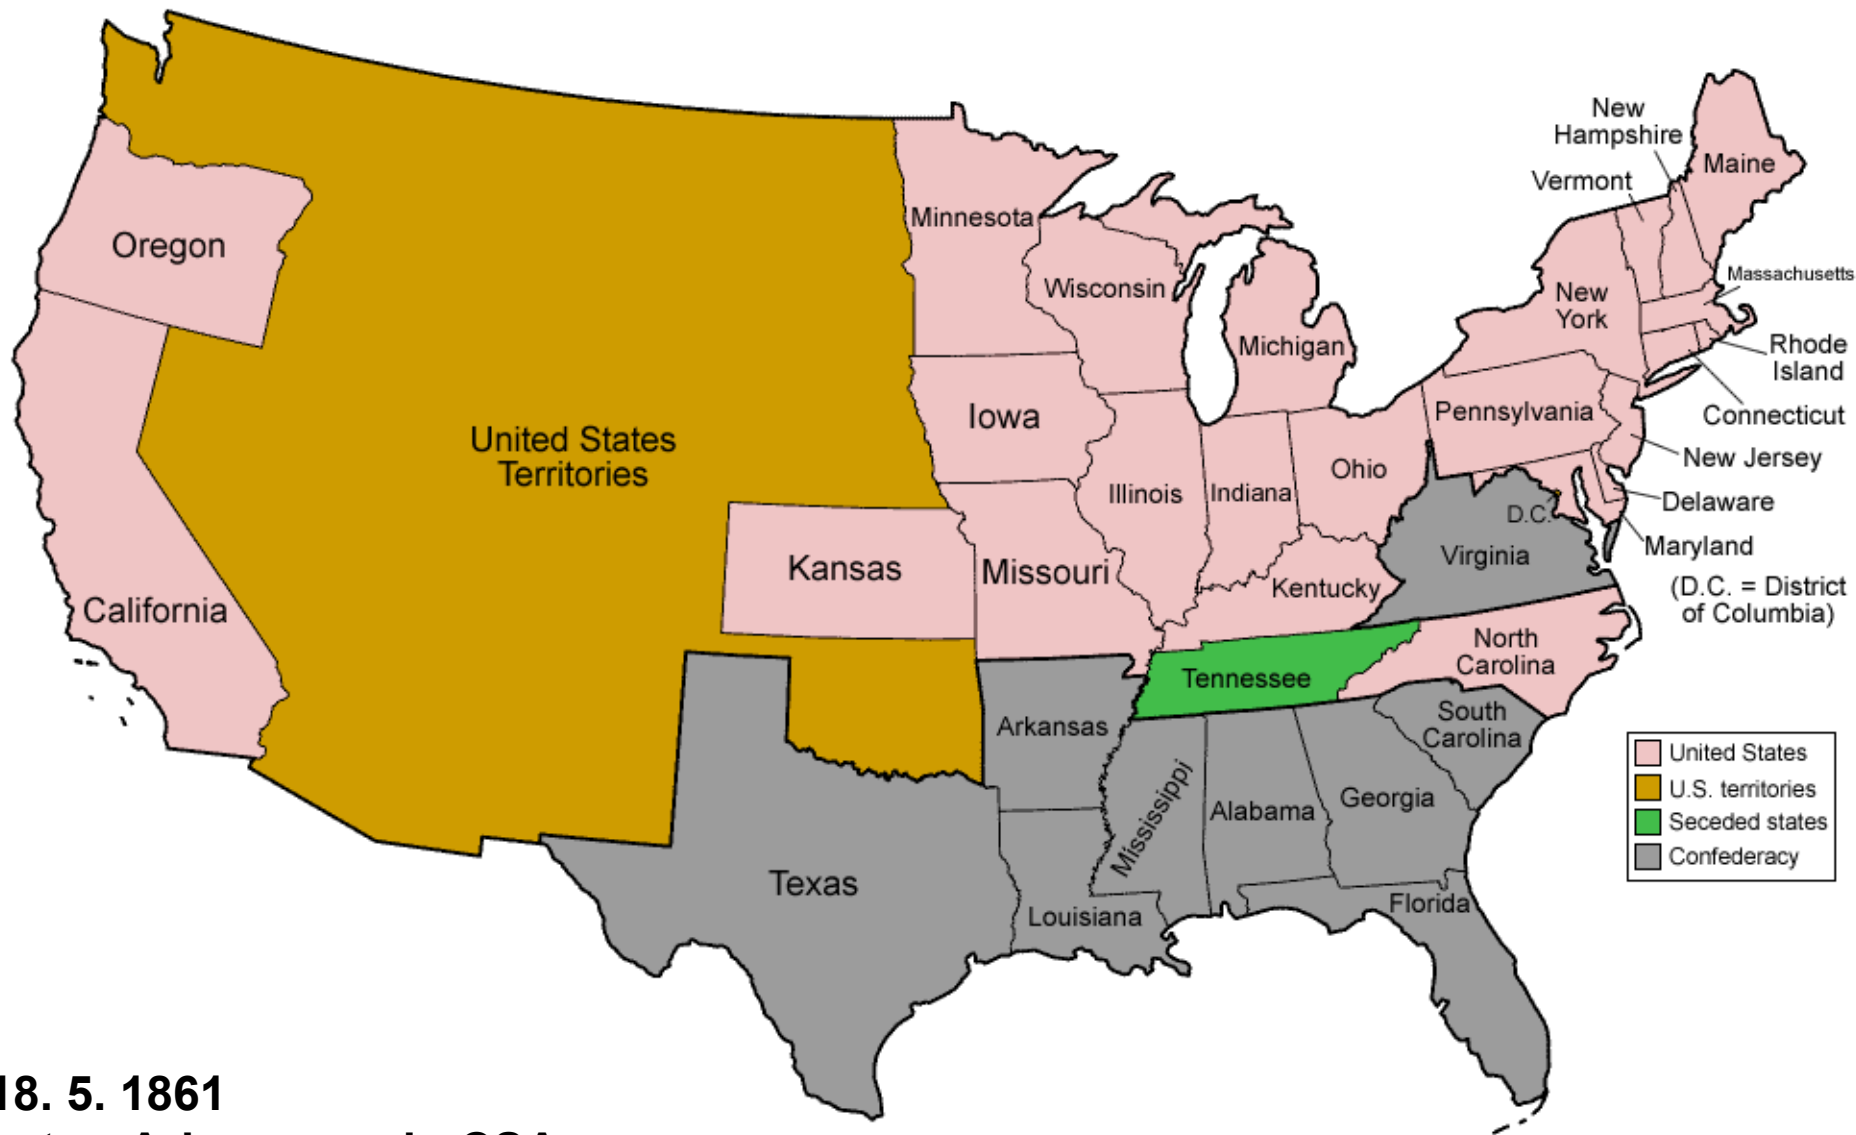 New
Hampshire
Maine
Vermont
Minnesota
Oregon
Massachusetts
Wisconsin
New
York
Michigan
Rhode
Island
Iowa
Pennsylvania
Connecticut
United States
Territories
New Jersey
Ohio
Illinois
Indiana
Delaware
D.C.
Maryland
Virginia
Kansas
Missouri
Kentucky
(D.C. = District
of Columbia)
California
North
Carolina
Tennessee
Arkansas
South
Carolina
United States
U.S. territories
Seceded states
Confederacy
Mississippi
Alabama
Georgia
Texas
Louisiana
Florida
18. 5. 1861